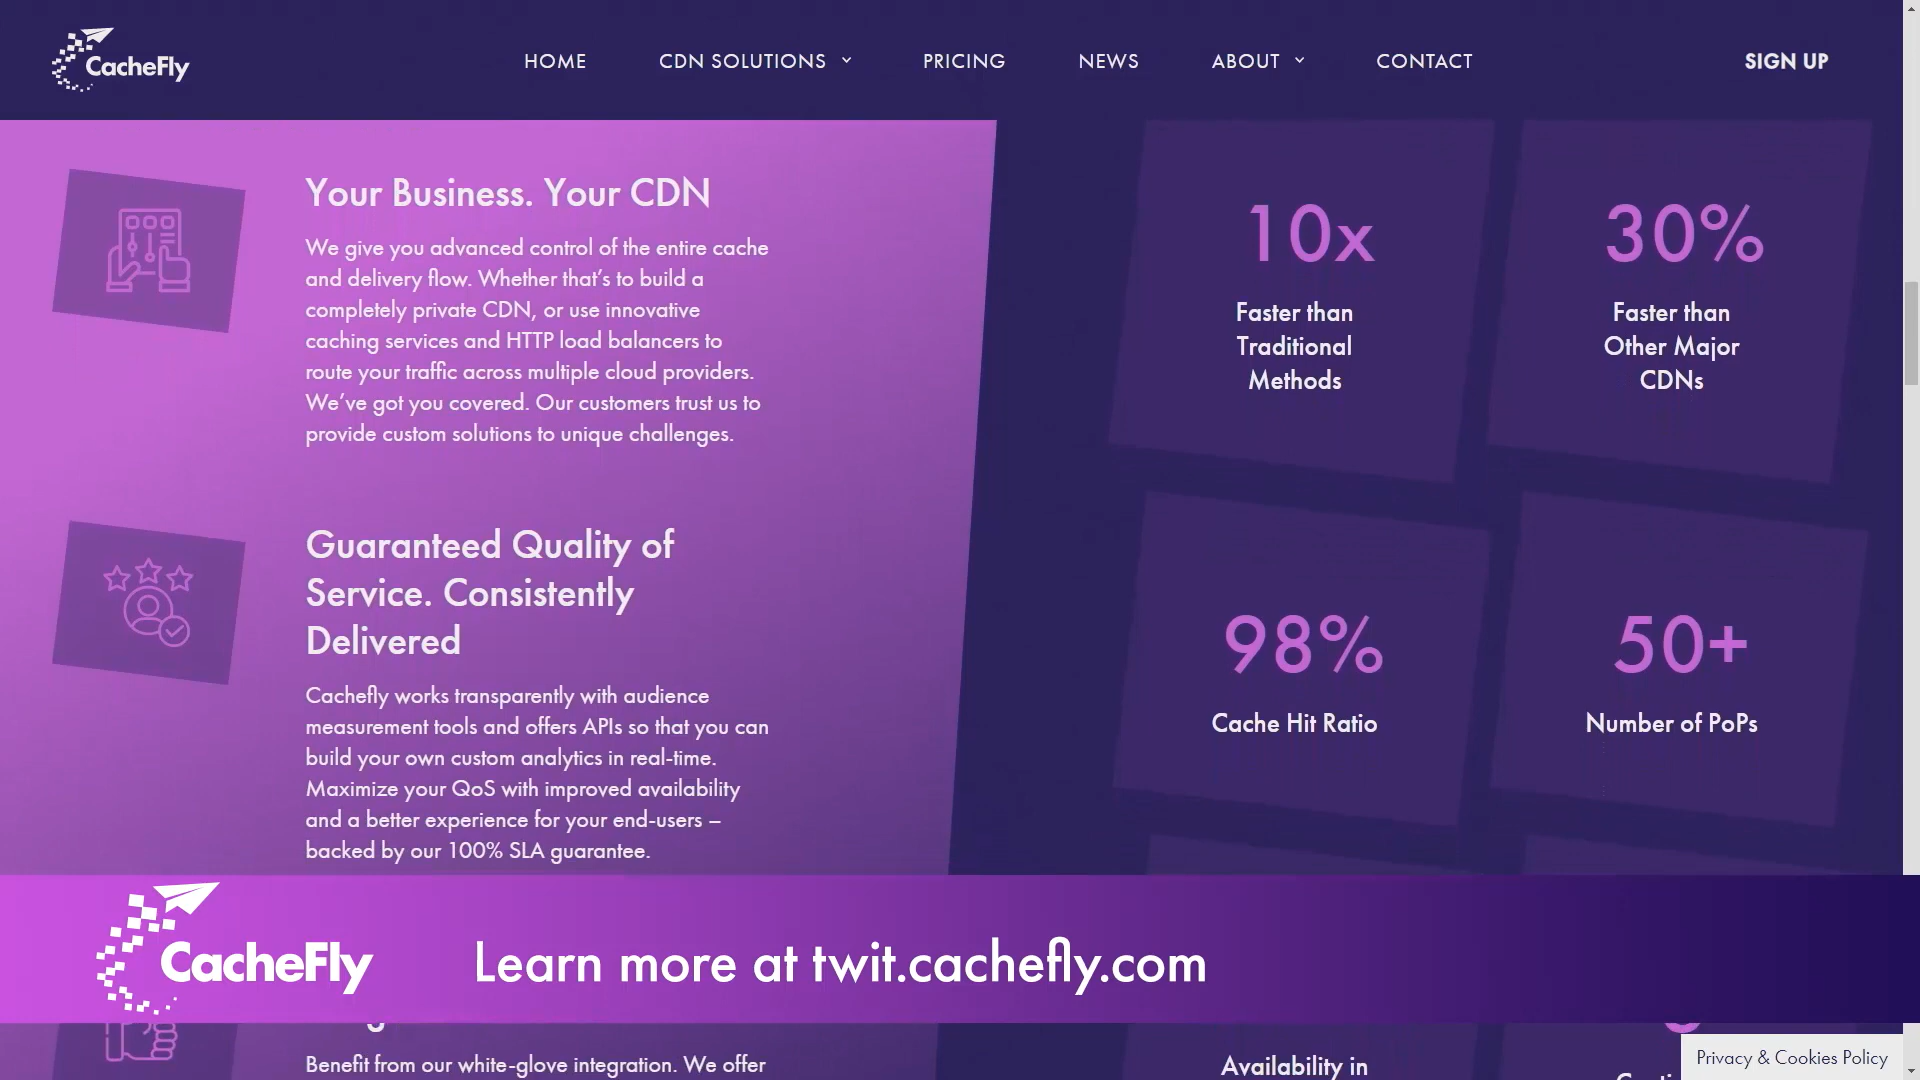 CacheFly
HOME
CDN SOLUTIONS
PRICING
NEWS
ABOUT
CONTACT
SIGN UP
Your Business. Your CDN
We give you advanced control of the entire cache
and delivery flow. Whether that’s to build a
completely private CDN, or use innovative
caching services and HTTP load balancers to
route your traffic across multiple cloud providers.
We’ve got you covered. Our customers trust us to
provide custom solutions to unique challenges.
Guaranteed Quality of
Service. Consistently
Delivered
Cachefly works transparently with audience
measurement tools and offers APIs so that you can
build your own custom analytics in real-time.
Maximize your QoS with improved availability
and a better experience for your end-users –
backed by our 100% SLA guarantee.
10x
Faster than
Traditional
Methods
30%
Faster than
Other Major
CDNs
98%
Cache Hit Ratio
50+
Number of PoPs
CacheFly
Learn more at twit.cachefly.com
Benefit from our white-glove integration. We offer
Availability in
Privacy & Cookies Policy